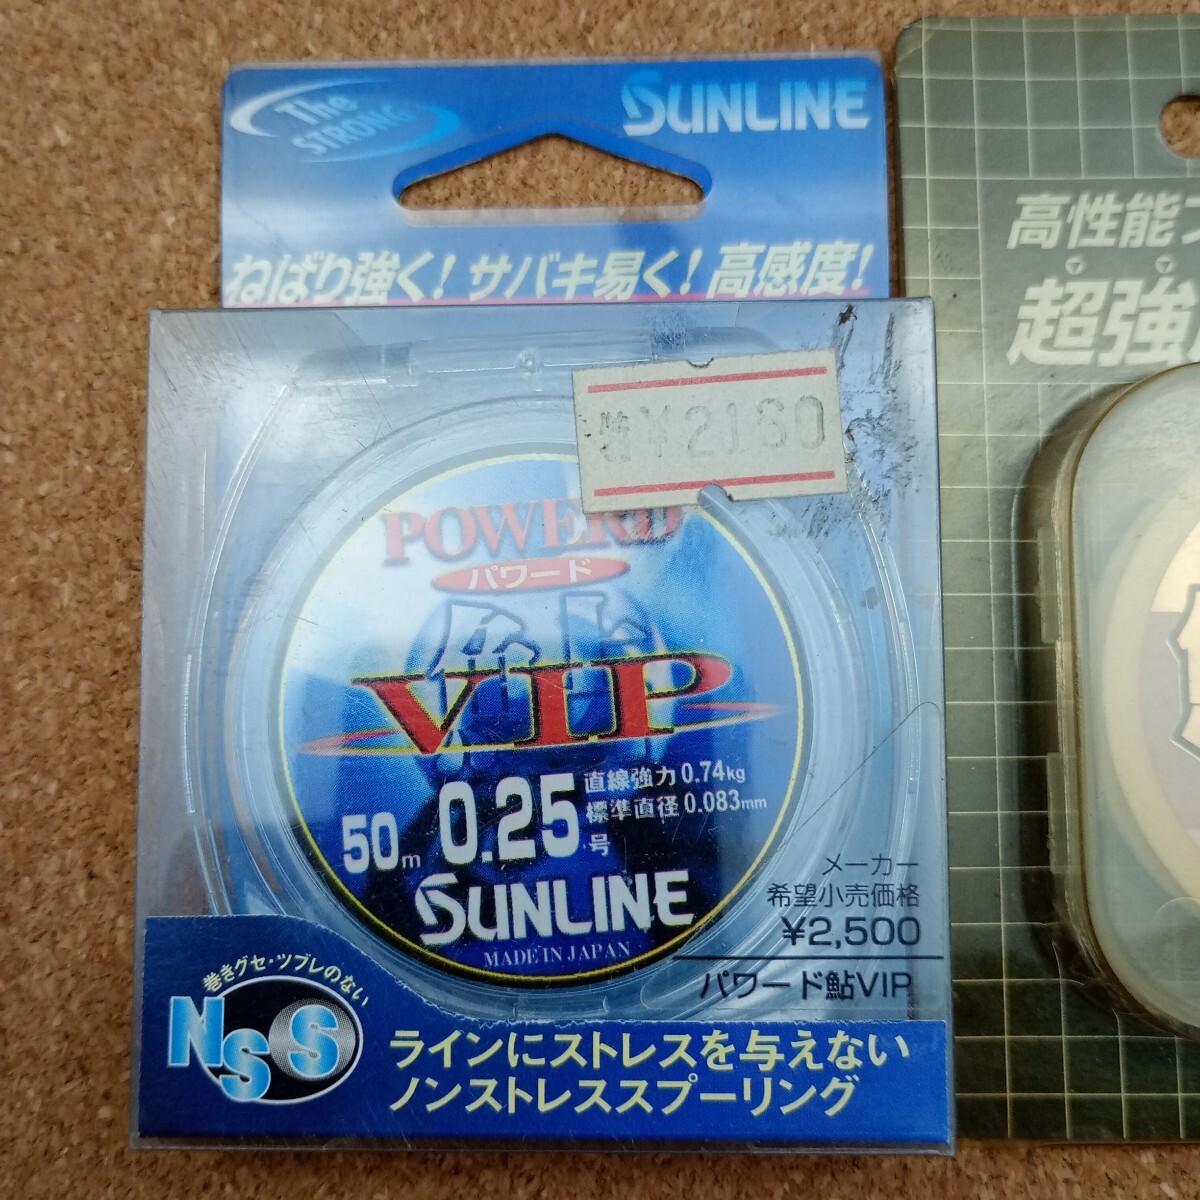 The
STRONG
SUNLINE
ねばり強く!サバキ易く!高感度!
¥2160
POWERD
パワード
鮎
VIP
50m 0.25号
直線強力0.74kg
標準直径0.083mm
SUNLINE
MADE IN JAPAN
メーカー
希望小売価格
¥2,500
パワード鮎VIP
巻きグセ・ツブレのない
NSS
ラインにストレスを与えない
ノンストレススプーリング
高性能
超強